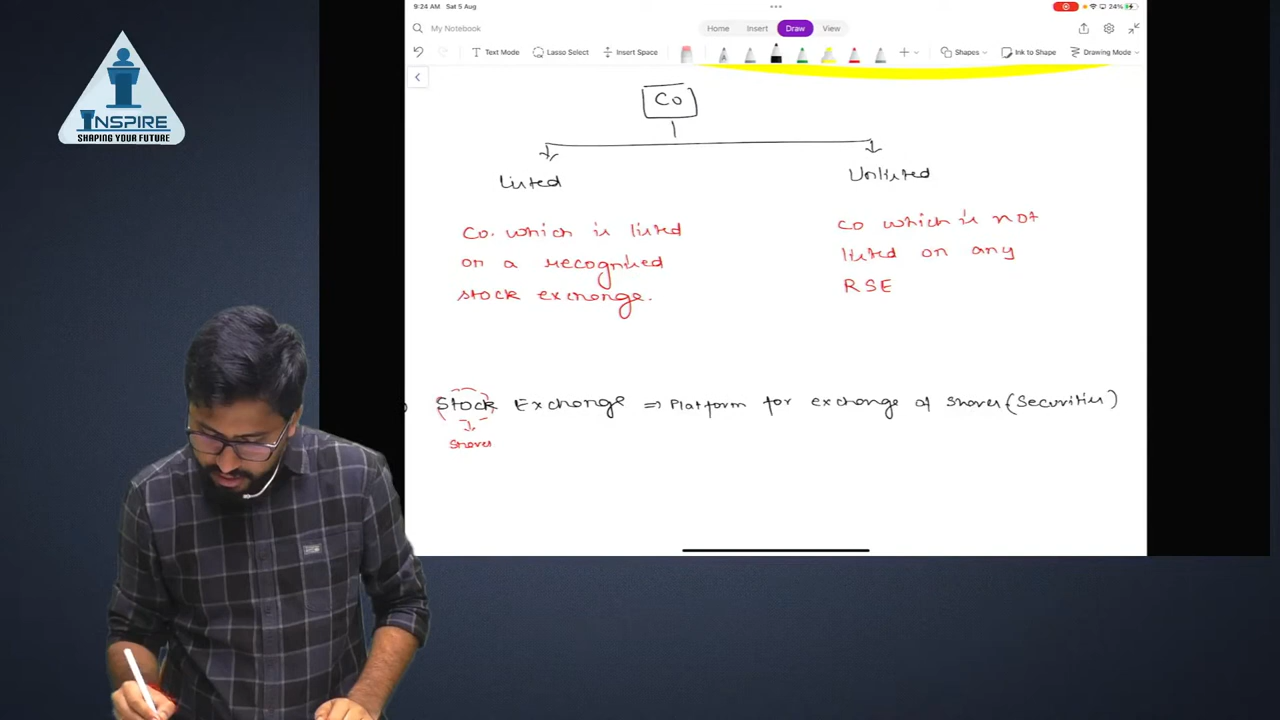 9:24 AM Sat 5 Aug
24%
My Notebook
Home Insert Draw View
Text Mode Lasso Select Insert Space Shapes Ink to Shape Drawing Mode
INSPIRE
SHAPING YOUR FUTURE
Co
Listed
Unlisted
Co. which is listed
on a recognised
stock exchange.
Co which is not
listed on any
RSE
Stock Exchange ⇒ Platform for exchange of shares (Securities)
Shares